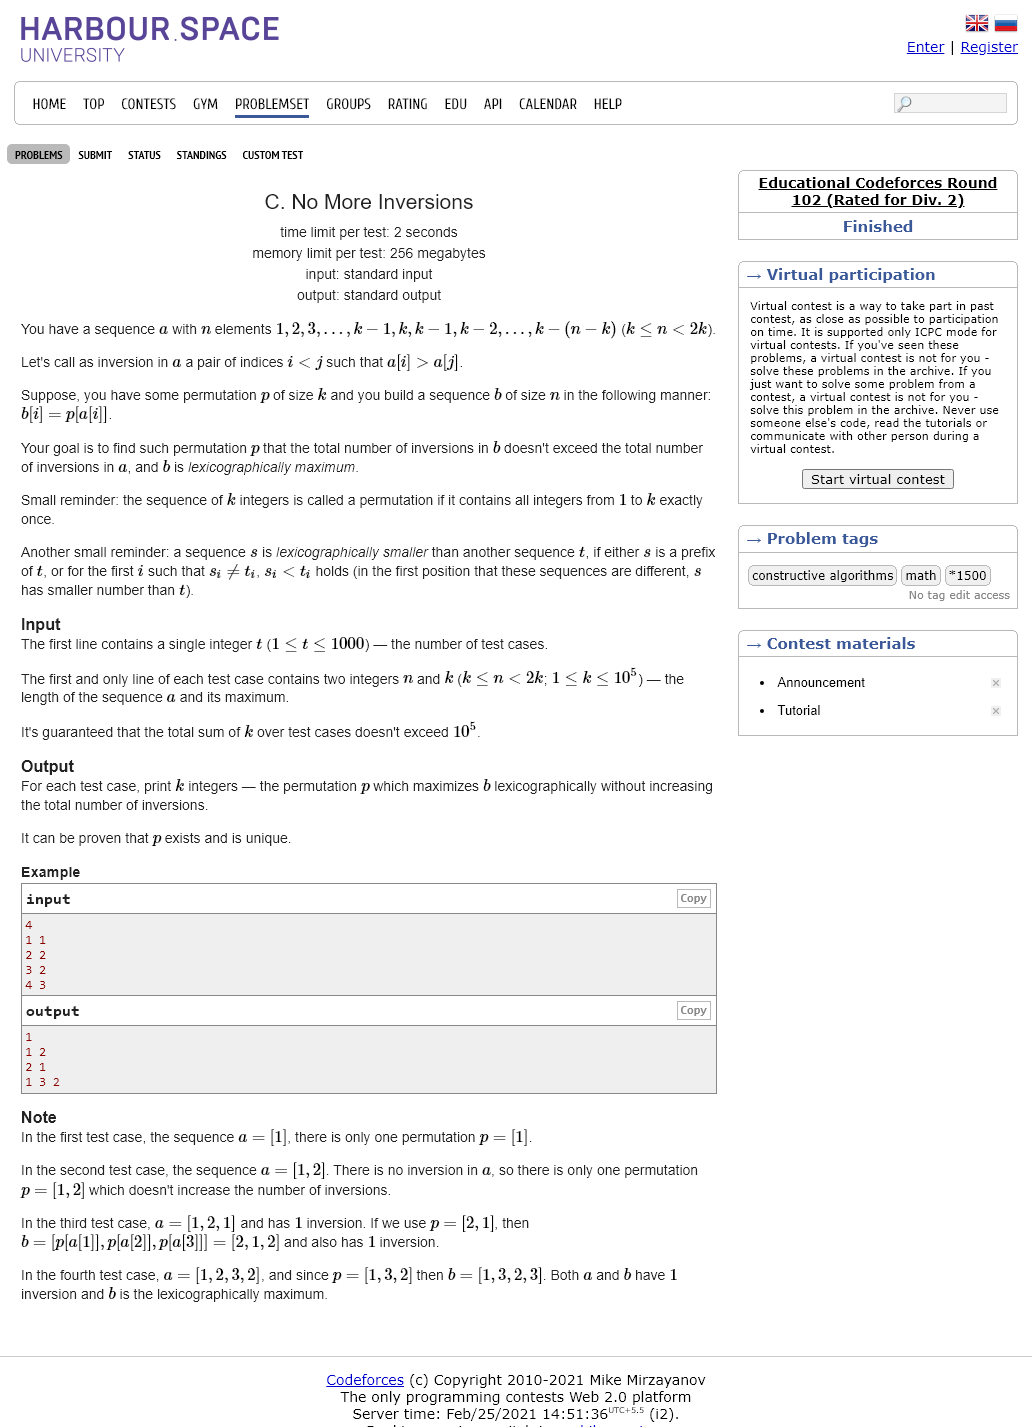 HARBOUR.SPACE
UNIVERSITY
Enter | Register
HOME TOP CONTESTS GYM PROBLEMSET GROUPS RATING EDU API CALENDAR HELP
PROBLEMS SUBMIT STATUS STANDINGS CUSTOM TEST
C. No More Inversions
time limit per test: 2 seconds
memory limit per test: 256 megabytes
input: standard input
output: standard output
You have a sequence a with n elements 1, 2, 3, …, k − 1, k, k − 1, k − 2, …, k − (n − k) (k ≤ n < 2k).
Let's call as inversion in a a pair of indices i < j such that a[i] > a[j].
Suppose, you have some permutation p of size k and you build a sequence b of size n in the following manner:
b[i] = p[a[i]].
Your goal is to find such permutation p that the total number of inversions in b doesn't exceed the total number
of inversions in a, and b is lexicographically maximum.
Small reminder: the sequence of k integers is called a permutation if it contains all integers from 1 to k exactly
once.
Another small reminder: a sequence s is lexicographically smaller than another sequence t, if either s is a prefix
of t, or for the first i such that sᵢ ≠ tᵢ, sᵢ < tᵢ holds (in the first position that these sequences are different, s
has smaller number than t).
Input
The first line contains a single integer t (1 ≤ t ≤ 1000) — the number of test cases.
The first and only line of each test case contains two integers n and k (k ≤ n < 2k; 1 ≤ k ≤ 10⁵) — the
length of the sequence a and its maximum.
It's guaranteed that the total sum of k over test cases doesn't exceed 10⁵.
Output
For each test case, print k integers — the permutation p which maximizes b lexicographically without increasing
the total number of inversions.
It can be proven that p exists and is unique.
Example
input
Copy
4
1 1
2 2
3 2
4 3
output
Copy
1
1 2
2 1
1 3 2
Note
In the first test case, the sequence a = [1], there is only one permutation p = [1].
In the second test case, the sequence a = [1, 2]. There is no inversion in a, so there is only one permutation
p = [1, 2] which doesn't increase the number of inversions.
In the third test case, a = [1, 2, 1] and has 1 inversion. If we use p = [2, 1], then
b = [p[a[1]], p[a[2]], p[a[3]]] = [2, 1, 2] and also has 1 inversion.
In the fourth test case, a = [1, 2, 3, 2], and since p = [1, 3, 2] then b = [1, 3, 2, 3]. Both a and b have 1
inversion and b is the lexicographically maximum.
Educational Codeforces Round
102 (Rated for Div. 2)
Finished
→ Virtual participation
Virtual contest is a way to take part in past
contest, as close as possible to participation
on time. It is supported only ICPC mode for
virtual contests. If you've seen these
problems, a virtual contest is not for you -
solve these problems in the archive. If you
just want to solve some problem from a
contest, a virtual contest is not for you -
solve this problem in the archive. Never use
someone else's code, read the tutorials or
communicate with other person during a
virtual contest.
Start virtual contest
→ Problem tags
constructive algorithms math *1500
No tag edit access
→ Contest materials
• Announcement
• Tutorial
Codeforces (c) Copyright 2010-2021 Mike Mirzayanov
The only programming contests Web 2.0 platform
Server time: Feb/25/2021 14:51:36 UTC+5.5 (i2).